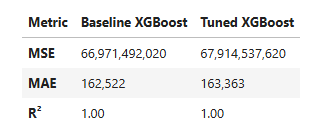 Metric Baseline XGBoost Tuned XGBoost
MSE 66,971,492,020 67,914,537,620
MAE 162,522 163,363
R² 1.00 1.00